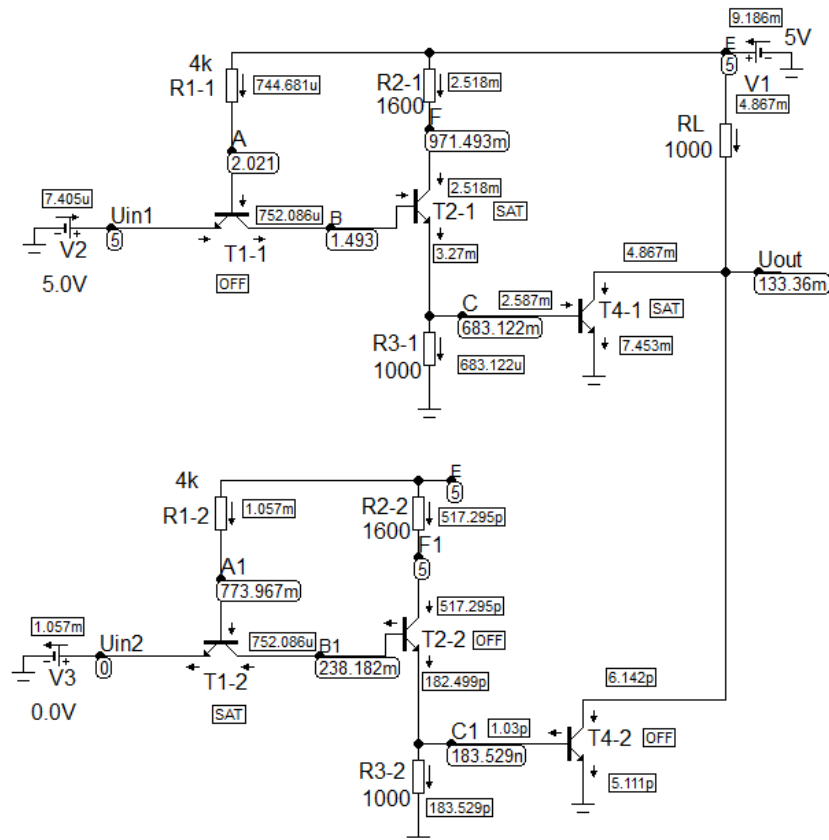 9.186m
E
5V
5
V1
4k
R1-1
744.681u
R2-1
1600
2.518m
4.867m
RL
1000
F
971.493m
A
2.021
2.518m
T2-1
SAT
7.405u
Uin1
5
752.086u
B
1.493
V2
5.0V
T1-1
OFF
3.27m
4.867m
Uout
133.36m
C
683.122m
2.587m
T4-1
SAT
R3-1
1000
683.122u
7.453m
4k
R1-2
1.057m
E
5
R2-2
1600
517.295p
F1
5
A1
773.967m
517.295p
T2-2
OFF
1.057m
Uin2
0
752.086u
B1
238.182m
V3
0.0V
T1-2
SAT
182.499p
6.142p
C1
183.529n
1.03p
T4-2
OFF
R3-2
1000
183.529p
5.111p